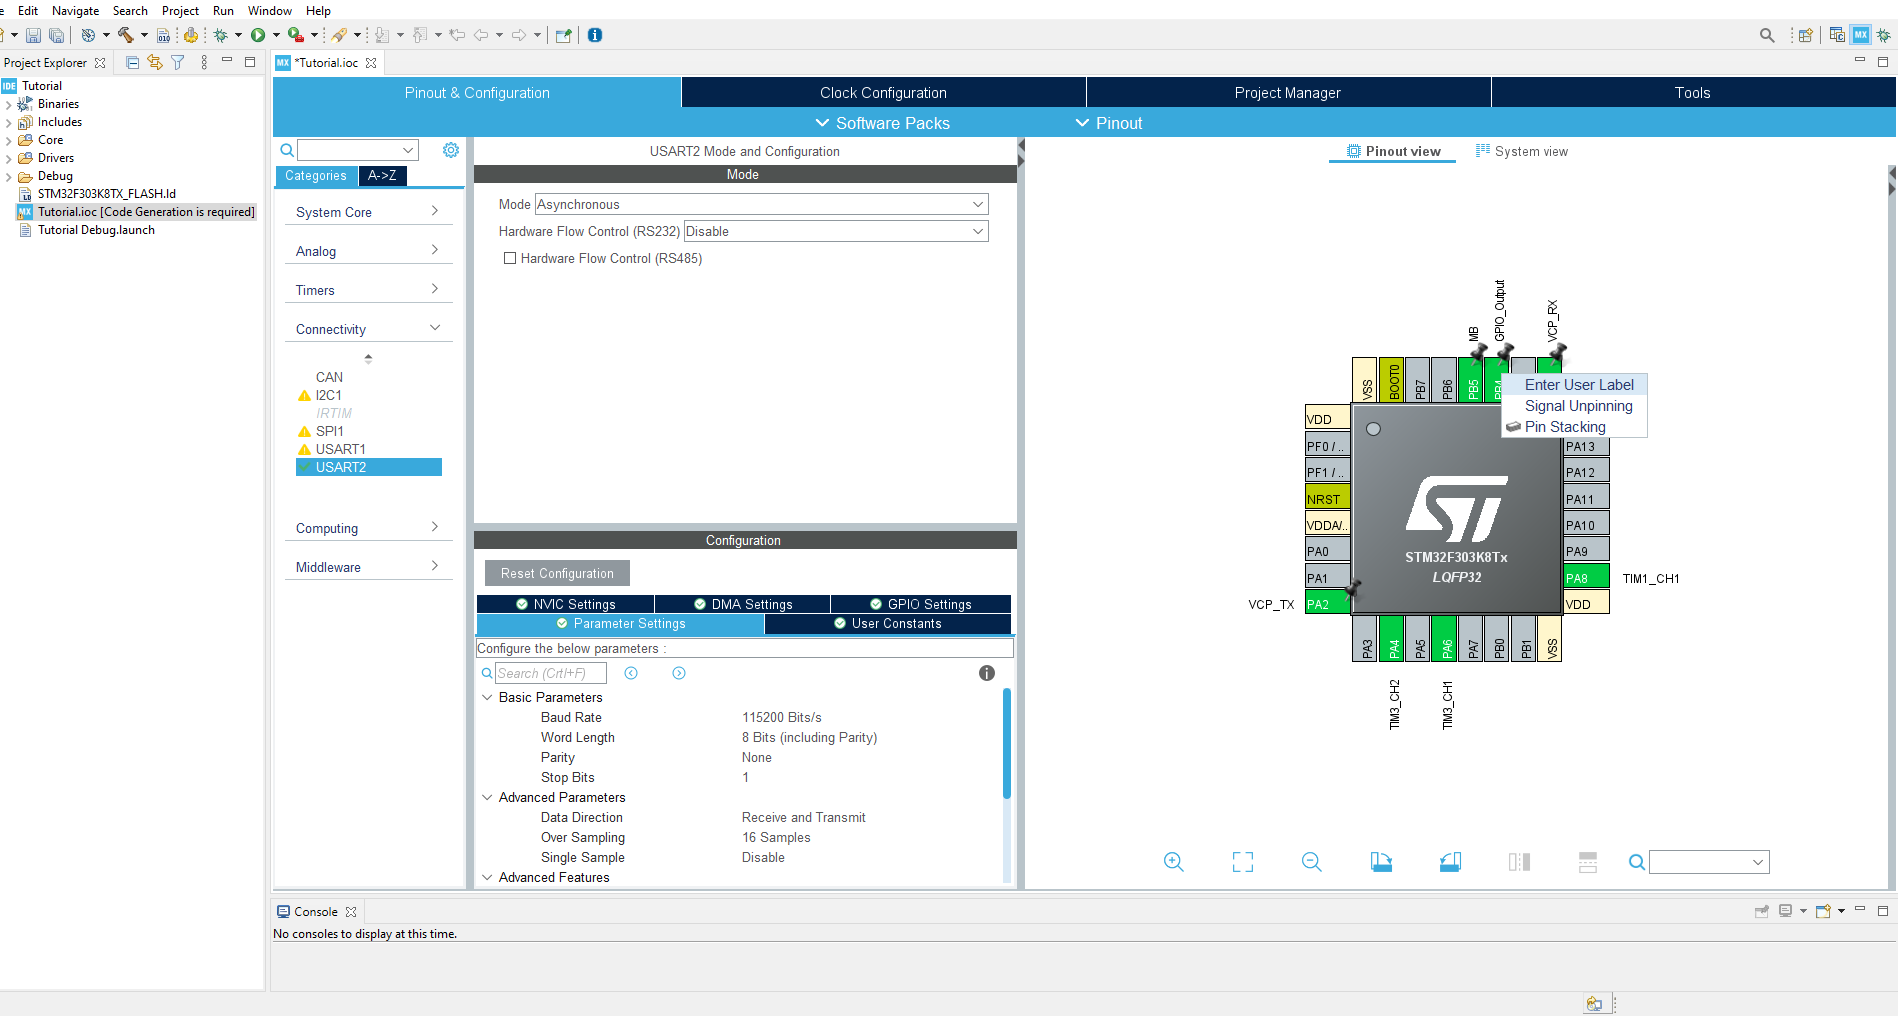 Edit Navigate Search Project Run Window Help
Project Explorer
*Tutorial.ioc
IDE Tutorial
Binaries
Includes
Core
Drivers
Debug
STM32F303K8TX_FLASH.ld
MX Tutorial.ioc [Code Generation is required]
Tutorial Debug.launch
Pinout & Configuration
Clock Configuration
Project Manager
Tools
Software Packs
Pinout
Categories
A->Z
System Core
Analog
Timers
Connectivity
CAN
I2C1
IRTIM
SPI1
USART1
USART2
Computing
Middleware
USART2 Mode and Configuration
Mode
Mode Asynchronous
Hardware Flow Control (RS232) Disable
Hardware Flow Control (RS485)
Configuration
Reset Configuration
NVIC Settings
DMA Settings
GPIO Settings
Parameter Settings
User Constants
Configure the below parameters :
Search (Crtl+F)
Basic Parameters
Baud Rate 115200 Bits/s
Word Length 8 Bits (including Parity)
Parity None
Stop Bits 1
Advanced Parameters
Data Direction Receive and Transmit
Over Sampling 16 Samples
Single Sample Disable
Advanced Features
Pinout view
System view
MB
GPIO_Output
VCP_RX
VSS
BOOT0
PB7
PB6
PB5
PB4
Enter User Label
Signal Unpinning
Pin Stacking
VDD
PF0 / ..
PF1 / ..
NRST
VDDA/..
PA0
PA1
VCP_TX
PA2
ST
STM32F303K8Tx
LQFP32
PA13
PA12
PA11
PA10
PA9
PA8
TIM1_CH1
VDD
PA3
PA4
PA5
PA6
PA7
PB0
PB1
VSS
TIM3_CH2
TIM3_CH1
Console
No consoles to display at this time.